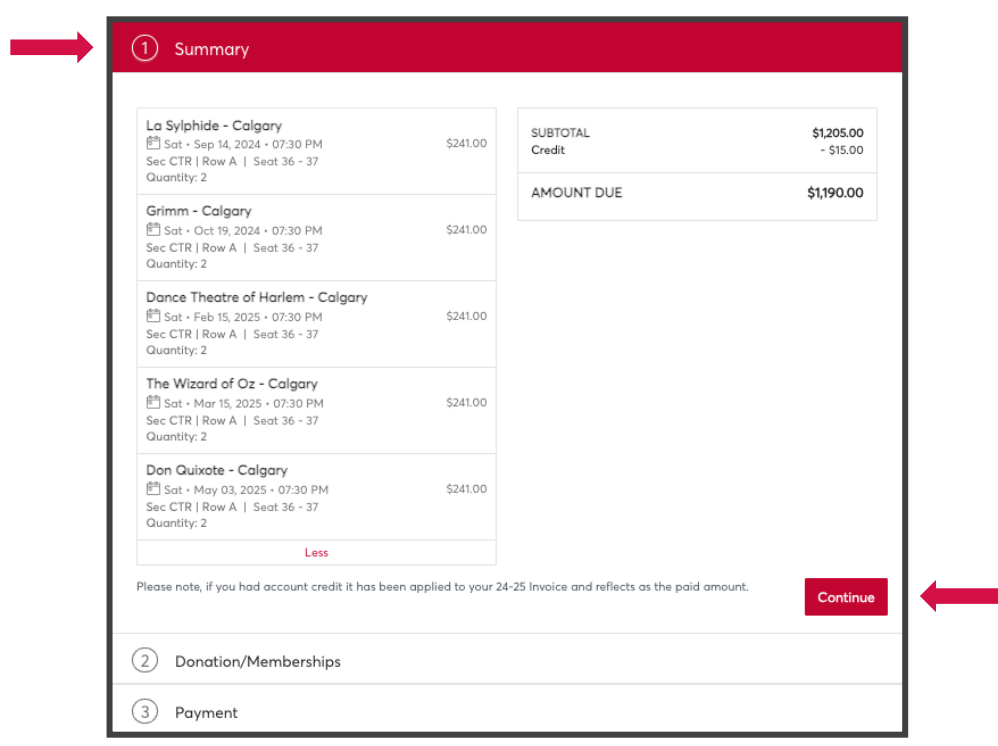 1 Summary
La Sylphide - Calgary
Sat • Sep 14, 2024 • 07:30 PM
$241.00
Sec CTR | Row A | Seat 36 - 37
Quantity: 2
Grimm - Calgary
Sat • Oct 19, 2024 • 07:30 PM
$241.00
Sec CTR | Row A | Seat 36 - 37
Quantity: 2
Dance Theatre of Harlem - Calgary
Sat • Feb 15, 2025 • 07:30 PM
$241.00
Sec CTR | Row A | Seat 36 - 37
Quantity: 2
The Wizard of Oz - Calgary
Sat • Mar 15, 2025 • 07:30 PM
$241.00
Sec CTR | Row A | Seat 36 - 37
Quantity: 2
Don Quixote - Calgary
Sat • May 03, 2025 • 07:30 PM
$241.00
Sec CTR | Row A | Seat 36 - 37
Quantity: 2
Less
SUBTOTAL $1,205.00
Credit - $15.00
AMOUNT DUE $1,190.00
Please note, if you had account credit it has been applied to your 24-25 Invoice and reflects as the paid amount.
Continue
2 Donation/Memberships
3 Payment